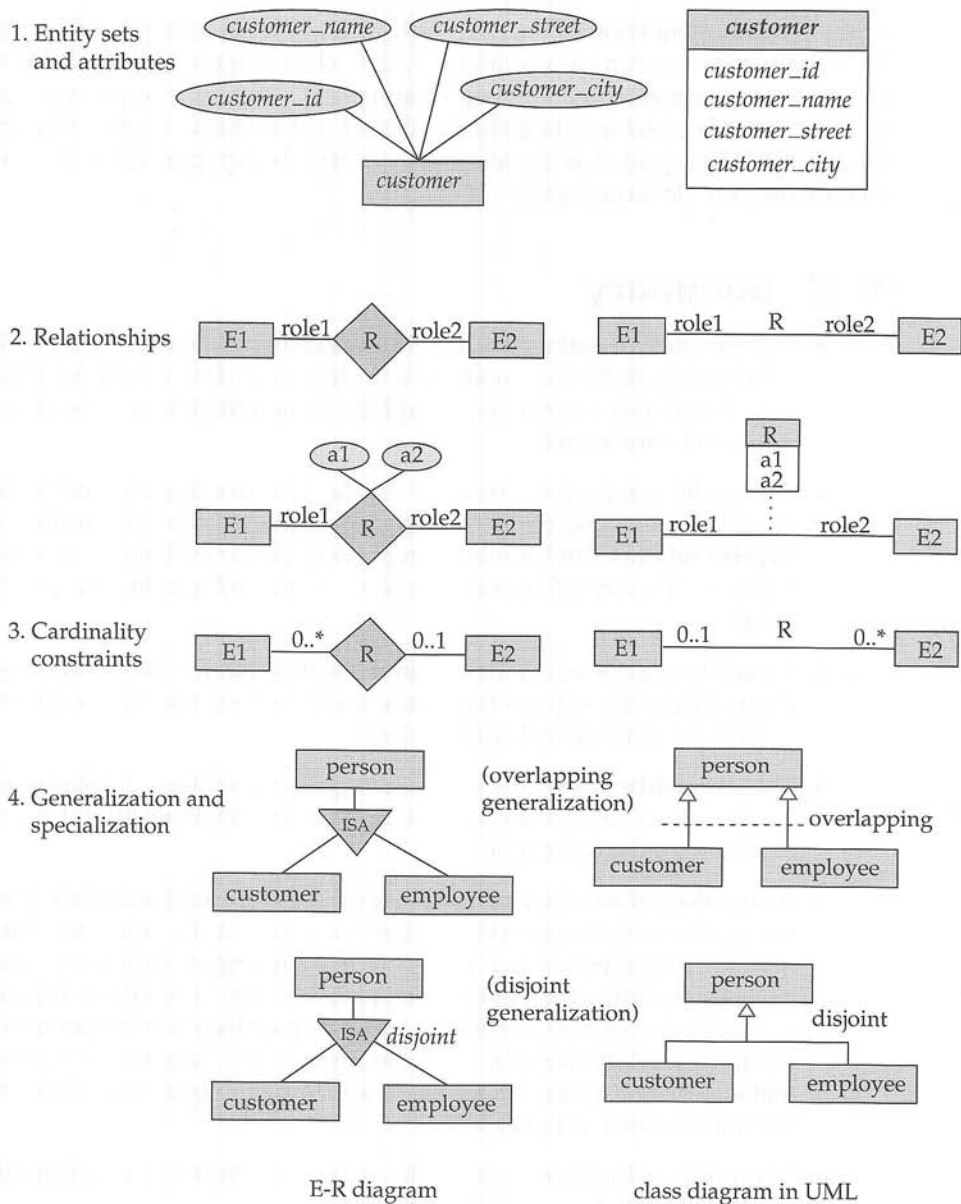 1. Entity sets
and attributes
customer_name
customer_street
customer_id
customer_city
customer
customer
customer_id
customer_name
customer_street
customer_city
2. Relationships
E1 role1 R role2 E2
E1 role1 R role2 E2
a1 a2
E1 role1 R role2 E2
R
a1
a2
E1 role1 role2 E2
3. Cardinality
constraints
E1 0..* R 0..1 E2
E1 0..1 R 0..* E2
4. Generalization and
specialization
person
ISA
customer employee
(overlapping
generalization)
person
overlapping
customer employee
person
ISA disjoint
customer employee
(disjoint
generalization)
person
disjoint
customer employee
E-R diagram
class diagram in UML